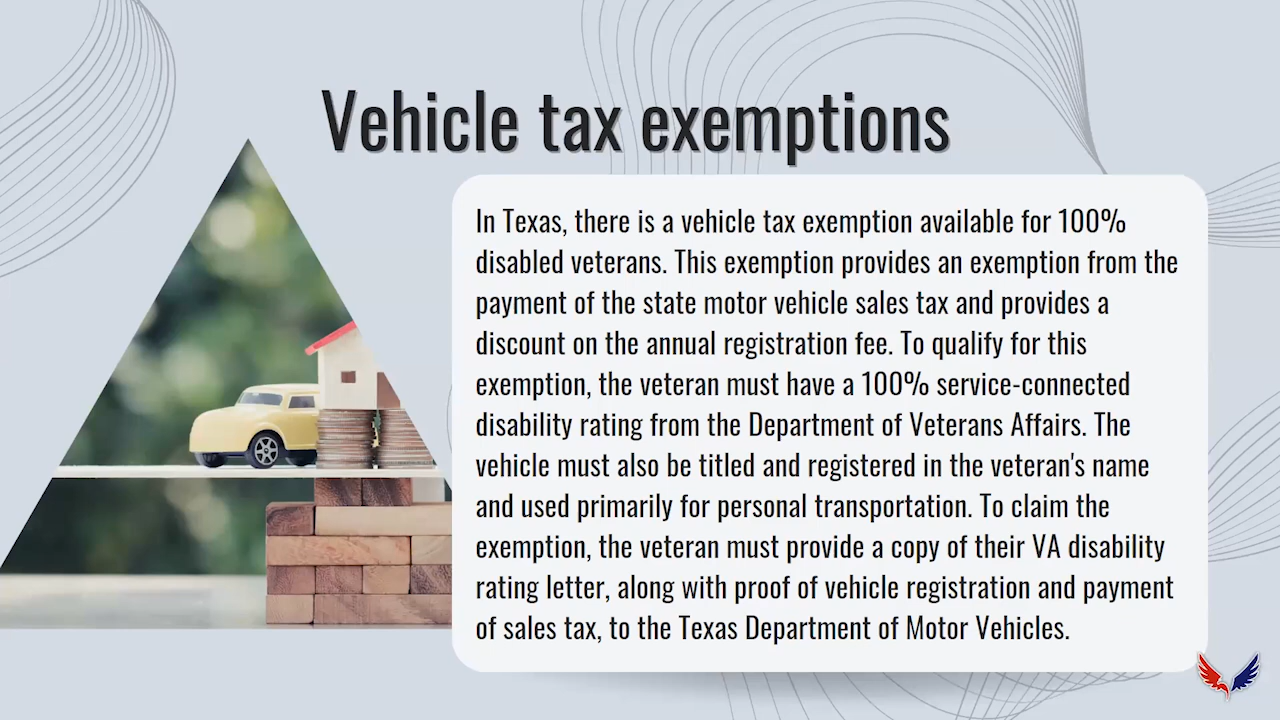 Vehicle tax exemptions
In Texas, there is a vehicle tax exemption available for 100%
disabled veterans. This exemption provides an exemption from the
payment of the state motor vehicle sales tax and provides a
discount on the annual registration fee. To qualify for this
exemption, the veteran must have a 100% service-connected
disability rating from the Department of Veterans Affairs. The
vehicle must also be titled and registered in the veteran's name
and used primarily for personal transportation. To claim the
exemption, the veteran must provide a copy of their VA disability
rating letter, along with proof of vehicle registration and payment
of sales tax, to the Texas Department of Motor Vehicles.